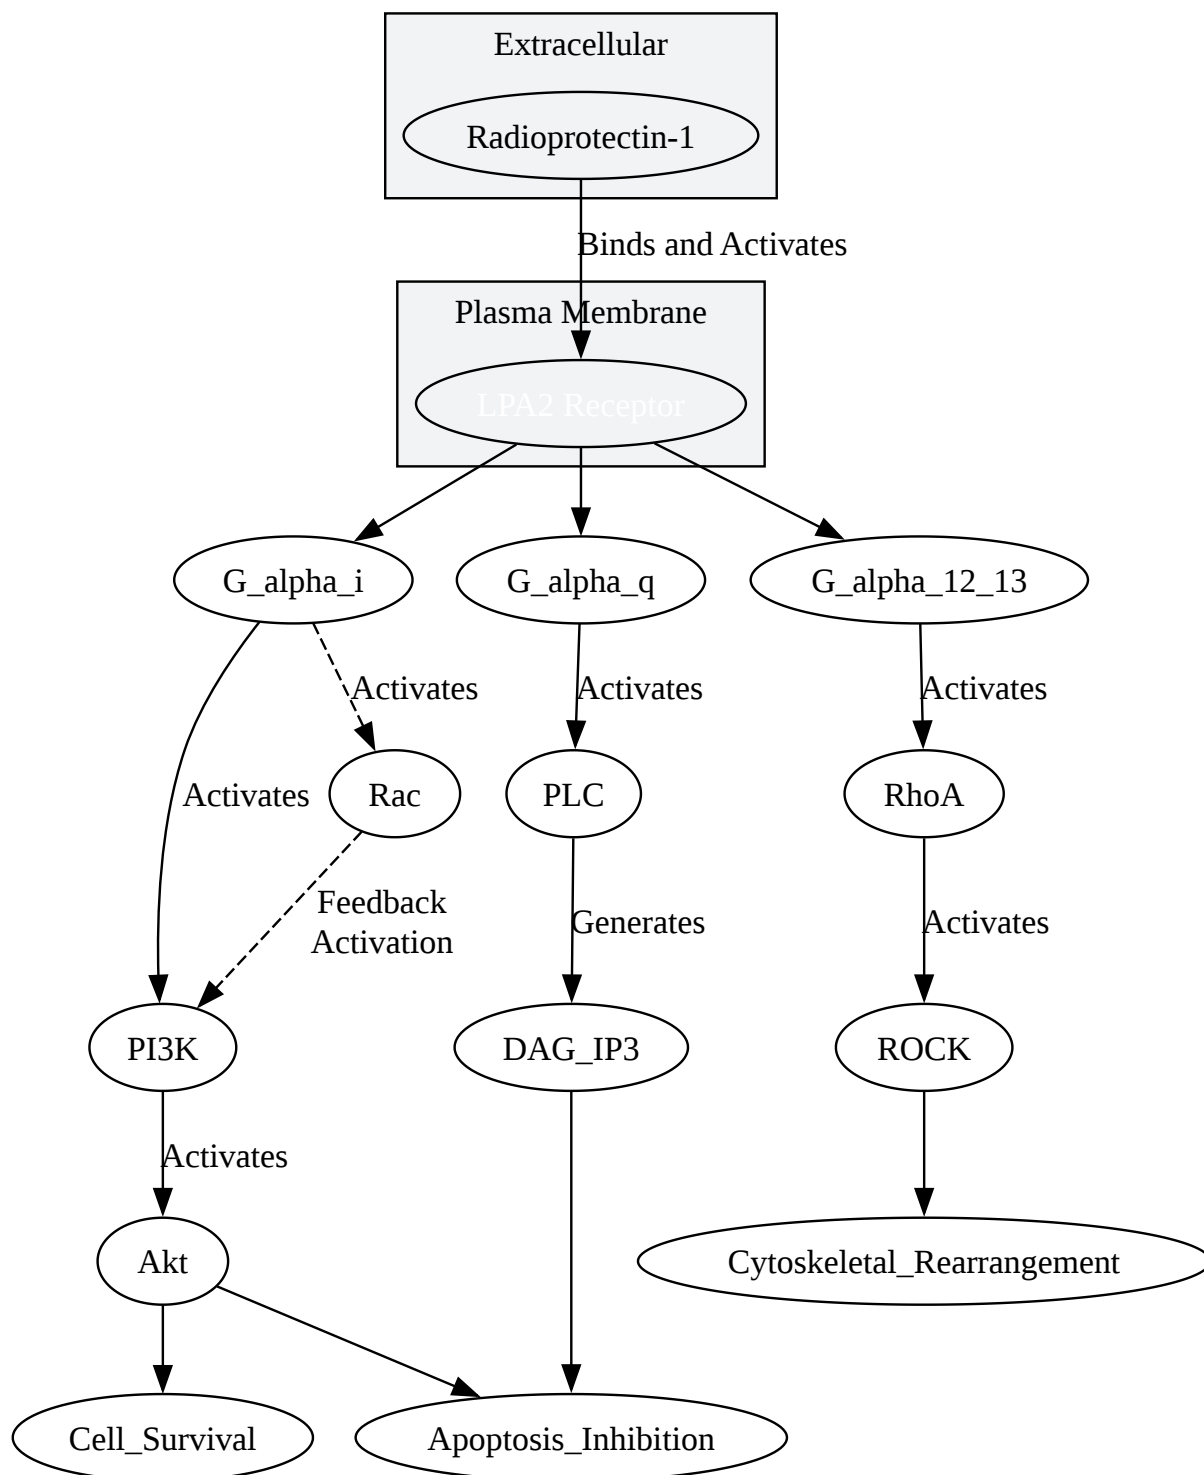 Extracellular
Radioprotectin-1
Binds and Activates
Plasma Membrane
LPA2 Receptor
G_alpha_i
G_alpha_q
G_alpha_12_13
Activates
Activates
Activates
Activates
Rac
PLC
RhoA
Feedback
Activation
Generates
Activates
PI3K
DAG_IP3
ROCK
Activates
Akt
Cytoskeletal_Rearrangement
Cell_Survival
Apoptosis_Inhibition